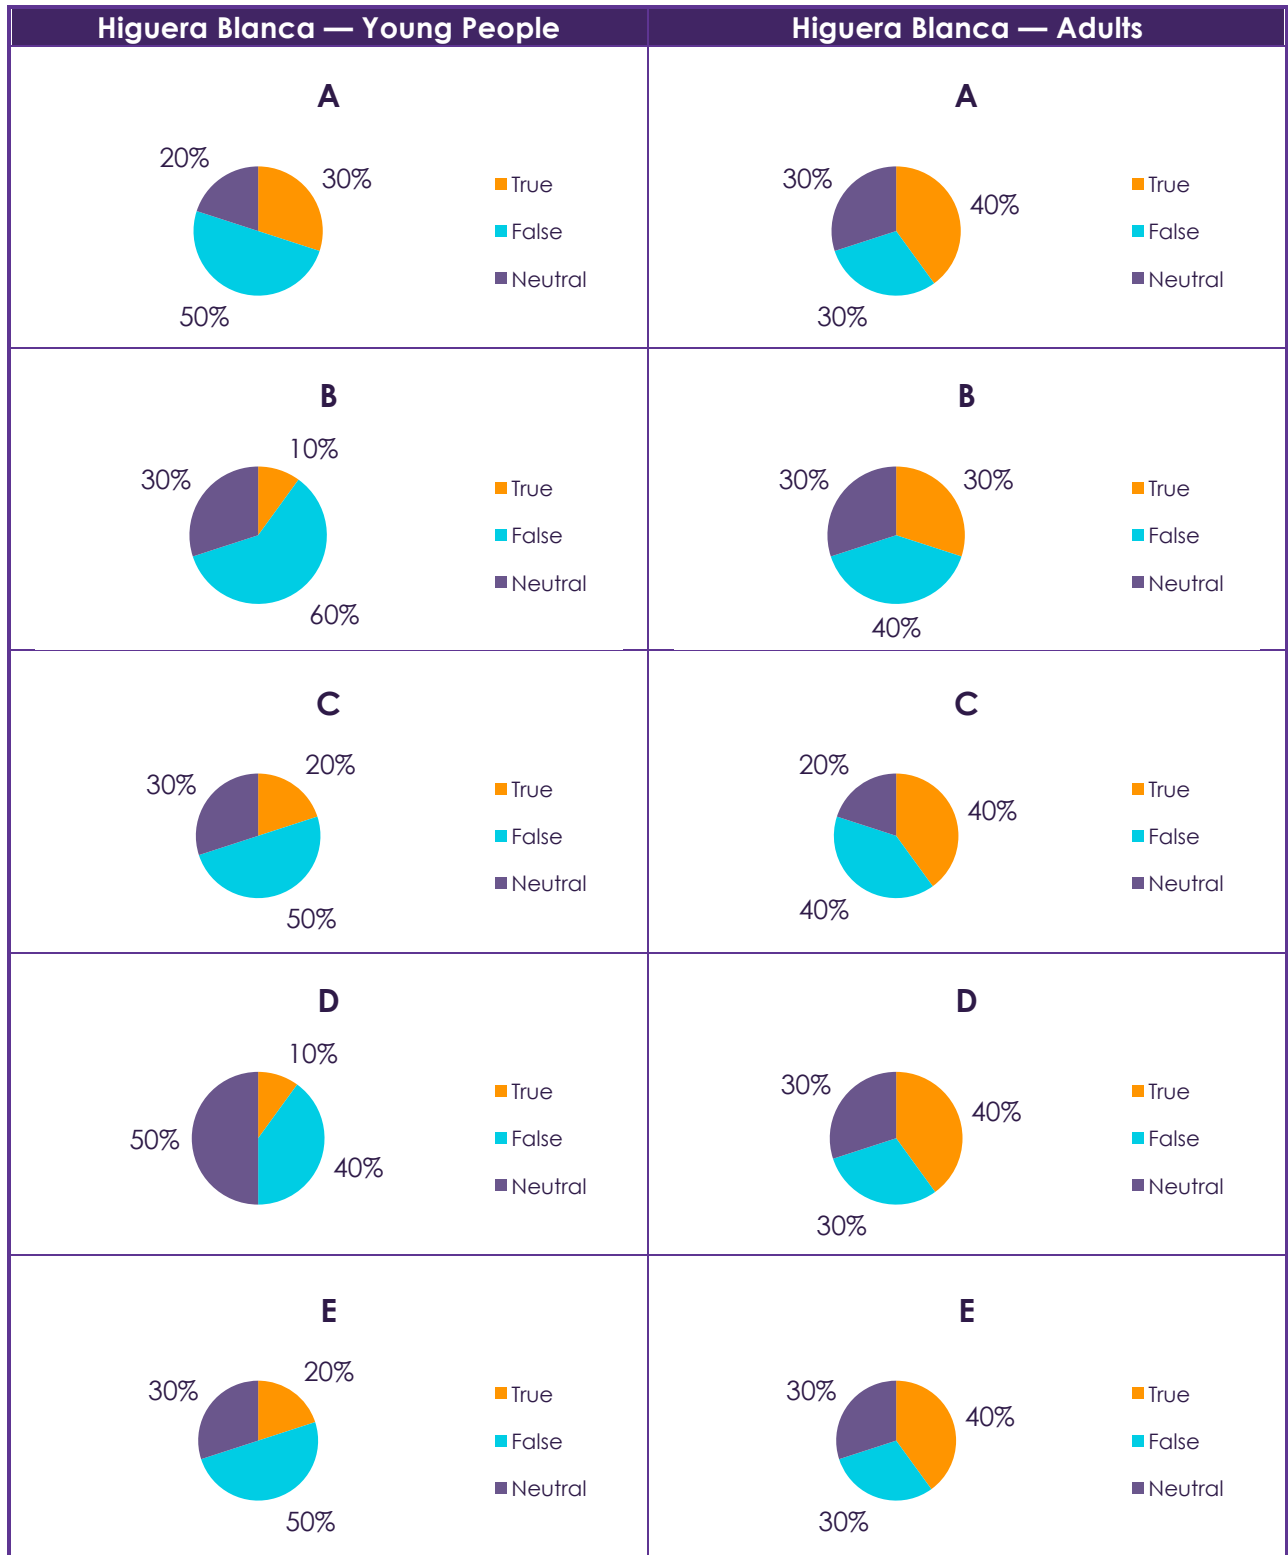 Higuera Blanca — Young People
Higuera Blanca — Adults
A
20%
30%
50%
True
False
Neutral
A
30%
40%
30%
True
False
Neutral
B
10%
30%
60%
True
False
Neutral
B
30%
30%
40%
True
False
Neutral
C
20%
30%
50%
True
False
Neutral
C
20%
40%
40%
True
False
Neutral
D
10%
50%
40%
True
False
Neutral
D
30%
40%
30%
True
False
Neutral
E
20%
30%
50%
True
False
Neutral
E
30%
40%
30%
True
False
Neutral